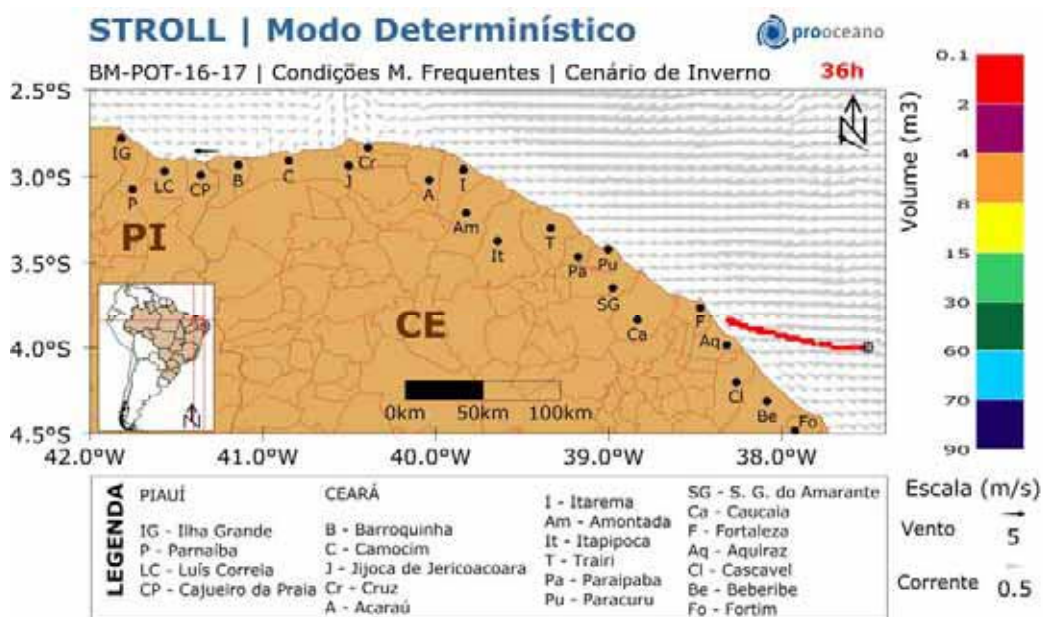 STROLL | Modo Determinístico
prooceano
BM-POT-16-17 | Condições M. Frequentes | Cenário de Inverno 36h
2.5°S
3.0°S
3.5°S
4.0°S
4.5°S
42.0°W 41.0°W 40.0°W 39.0°W 38.0°W
IG
P
LC
CP
B
C
J
Cr
A
I
Am
It
T
Pa
Pu
SG
Ca
F
Aq
Cl
Be
Fo
PI
CE
N
N
0km 50km 100km
Volume (m3)
0.1
2
4
8
15
30
60
70
90
LEGENDA
PIAUÍ
IG - Ilha Grande
P - Parnaíba
LC - Luís Correia
CP - Cajueiro da Praia
CEARÁ
B - Barroquinha
C - Camocim
J - Jijoca de Jericoacoara
Cr - Cruz
A - Acaraú
I - Itarema
Am - Amontada
It - Itapipoca
T - Trairi
Pa - Paraipaba
Pu - Paracuru
SG - S. G. do Amarante
Ca - Caucaia
F - Fortaleza
Aq - Aquiraz
Cl - Cascavel
Be - Beberibe
Fo - Fortim
Escala (m/s)
Vento 5
Corrente 0.5